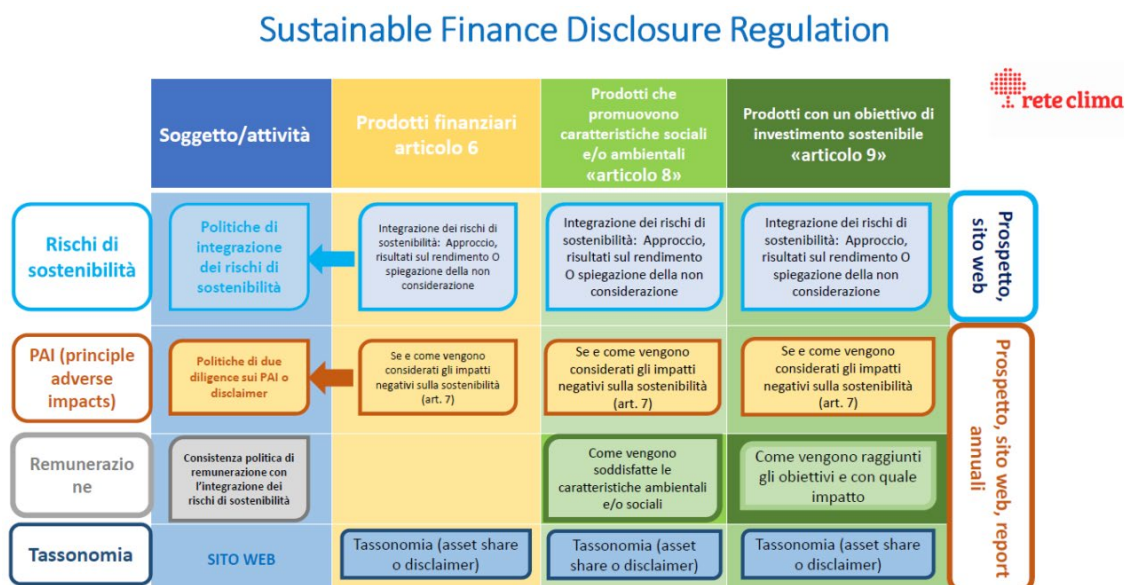 Sustainable Finance Disclosure Regulation
rete clima
Soggetto/attività
Prodotti finanziari
articolo 6
Prodotti che
promuovono
caratteristiche sociali
e/o ambientali
«articolo 8»
Prodotti con un obiettivo di
investimento sostenibile
«articolo 9»
Rischi di
sostenibilità
Politiche di
integrazione
dei rischi di
sostenibilità
Integrazione dei rischi di
sostenibilità: Approccio,
risultati sul rendimento O
spiegazione della non
considerazione
Integrazione dei rischi di
sostenibilità: Approccio,
risultati sul rendimento O
spiegazione della non
considerazione
Integrazione dei rischi di
sostenibilità: Approccio,
risultati sul rendimento O
spiegazione della non
considerazione
Prospetto,
sito web
PAI (principle
adverse
impacts)
Politiche di due
diligence sui PAI o
disclaimer
Se e come vengono
considerati gli impatti
negativi sulla sostenibilità
(art. 7)
Se e come vengono
considerati gli impatti
negativi sulla sostenibilità
(art. 7)
Se e come vengono
considerati gli impatti
negativi sulla sostenibilità
(art. 7)
Prospetto, sito web, report
annuali
Remunerazio
ne
Consistenza politica di
remunerazione con
l'integrazione dei
rischi di sostenibilità
Come vengono
soddisfatte le
caratteristiche ambientali
e/o sociali
Come vengono raggiunti
gli obiettivi e con quale
impatto
Tassonomia
SITO WEB
Tassonomia (asset share
o disclaimer)
Tassonomia (asset
share o disclaimer)
Tassonomia (asset share
o disclaimer)